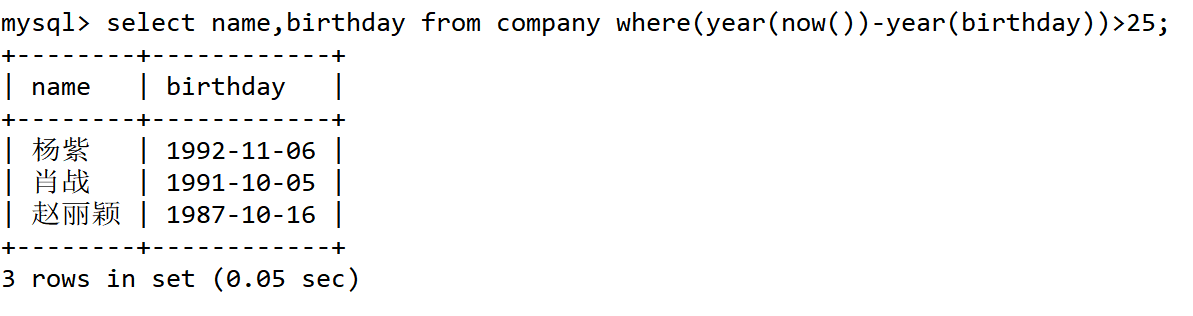 mysql> select name,birthday from company where(year(now())-year(birthday))>25;
+--------+------------+
| name   | birthday   |
+--------+------------+
| 杨紫   | 1992-11-06 |
| 肖战   | 1991-10-05 |
| 赵丽颖 | 1987-10-16 |
+--------+------------+
3 rows in set (0.05 sec)